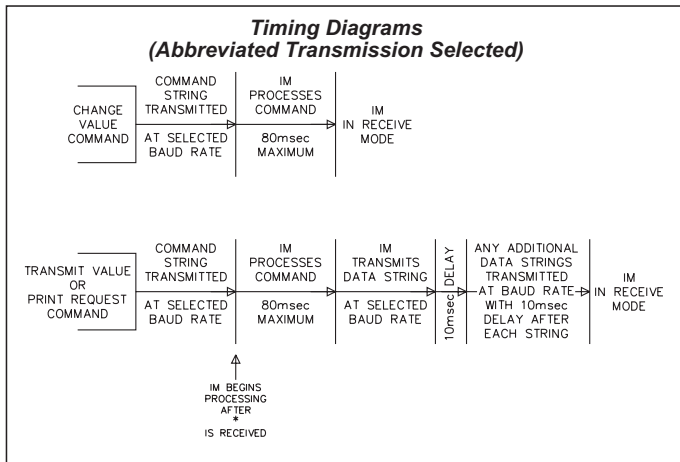 Timing Diagrams
(Abbreviated Transmission Selected)
CHANGE
VALUE
COMMAND
COMMAND
STRING
TRANSMITTED
AT SELECTED
BAUD RATE
IM
PROCESSES
COMMAND
80msec
MAXIMUM
IM
IN RECEIVE
MODE
TRANSMIT VALUE
OR
PRINT REQUEST
COMMAND
COMMAND
STRING
TRANSMITTED
AT SELECTED
BAUD RATE
IM
PROCESSES
COMMAND
80msec
MAXIMUM
IM
TRANSMITS
DATA STRING
AT SELECTED
BAUD RATE
10msec DELAY
ANY ADDITIONAL
DATA STRINGS
TRANSMITTED
AT BAUD RATE
WITH 10msec
DELAY AFTER
EACH STRING
IM
IN RECEIVE
MODE
IM BEGINS
PROCESSING
AFTER
*
IS RECEIVED